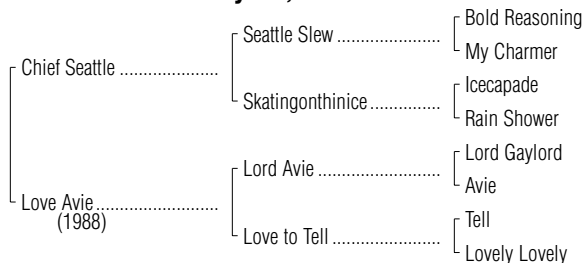 Bold Reasoning
Seattle Slew ....................
My Charmer
Chief Seattle ...................
Icecapade
Skatingonthinice ..............
Rain Shower
Lord Gaylord
Lord Avie .......................
Avie
Love Avie ........................
(1988)
Tell
Love to Tell .....................
Lovely Lovely